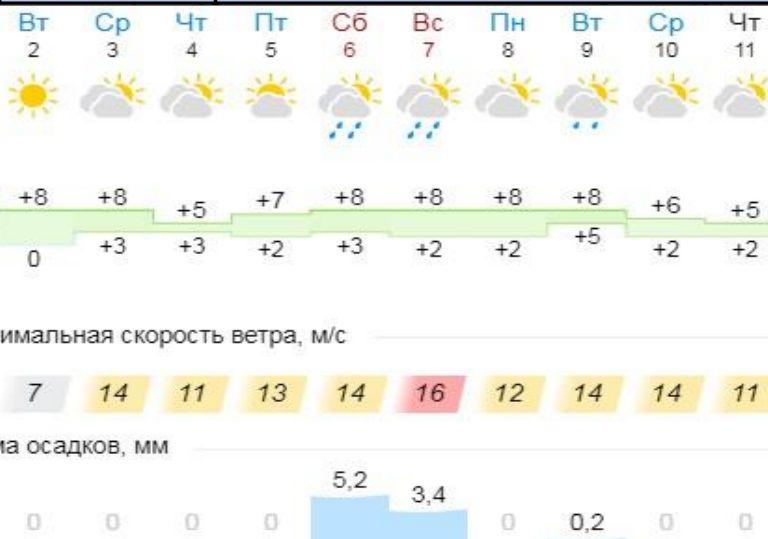 Вт Ср Чт Пт Сб Вс Пн Вт Ср Чт
2 3 4 5 6 7 8 9 10 11
+8 +8 +5 +7 +8 +8 +8 +8 +6 +5
0 +3 +3 +2 +3 +2 +2 +5 +2 +2
имальная скорость ветра, м/с
7 14 11 13 14 16 12 14 14 11
ма осадков, мм
0 0 0 0 5,2 3,4 0 0,2 0 0